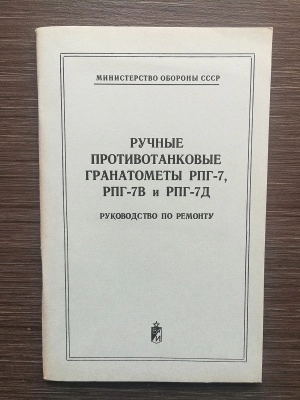 МИНИСТЕРСТВО ОБОРОНЫ СССР
РУЧНЫЕ
ПРОТИВОТАНКОВЫЕ
ГРАНАТОМЕТЫ РПГ-7,
РПГ-7В и РПГ-7Д
РУКОВОДСТВО ПО РЕМОНТУ